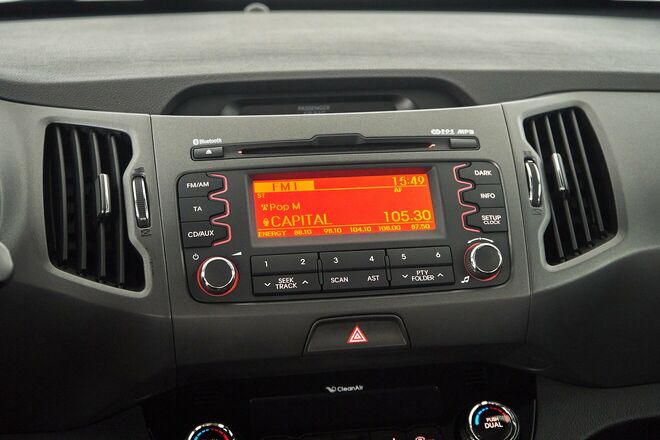 PASSENGER
Bluetooth
MP3
FM/AM
TA
CD/AUX
FM1
15:49
ST
AF
Pop M
CAPITAL 105.30
ENERGY 88.10 98.10 104.10 108.00 87.50
DARK
INFO
SETUP
CLOCK
1 2 3 4 5 6
SEEK
TRACK
SCAN
AST
PTY
FOLDER
CleanAir
PUSH
DUAL